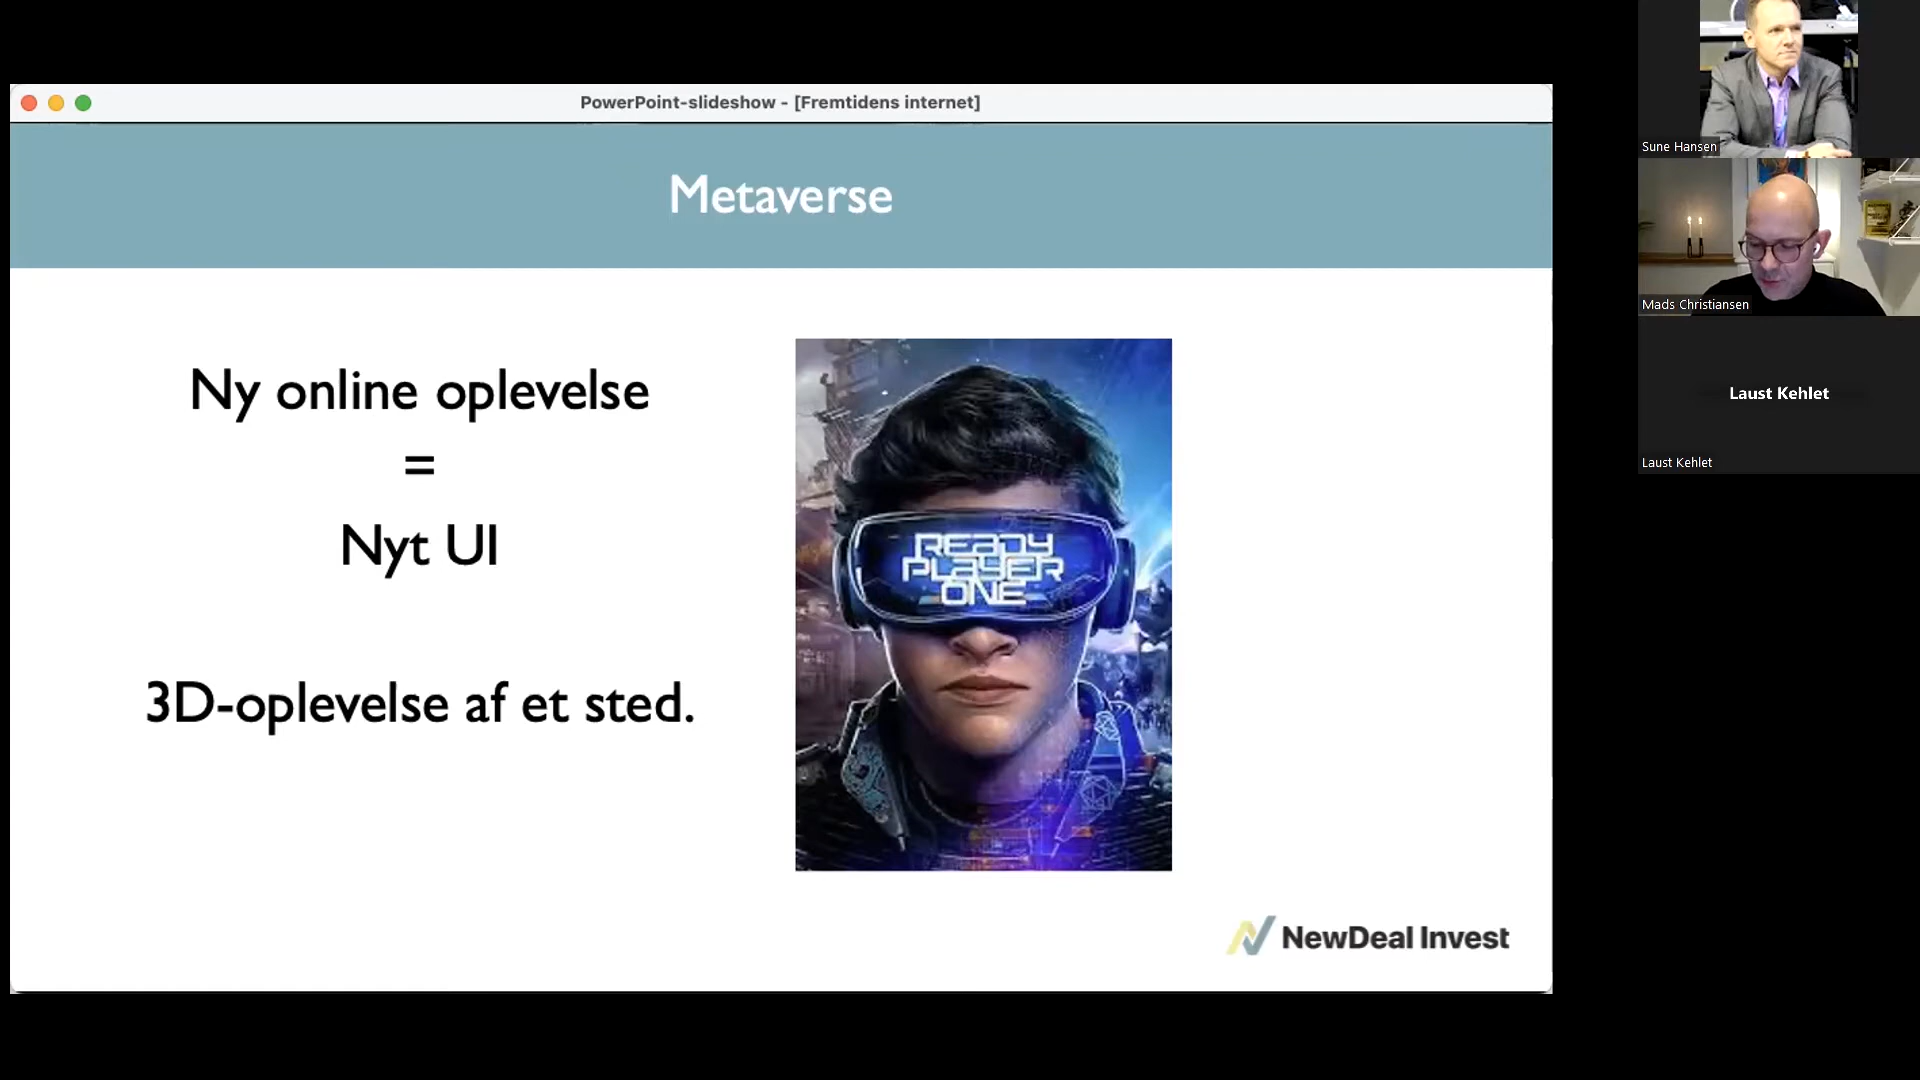 PowerPoint-slideshow - [Fremtidens internet]
Metaverse
Ny online oplevelse
=
Nyt UI
3D-oplevelse af et sted.
READY
PLAYER
ONE
NewDeal Invest
Sune Hansen
Mads Christiansen
Laust Kehlet
Laust Kehlet